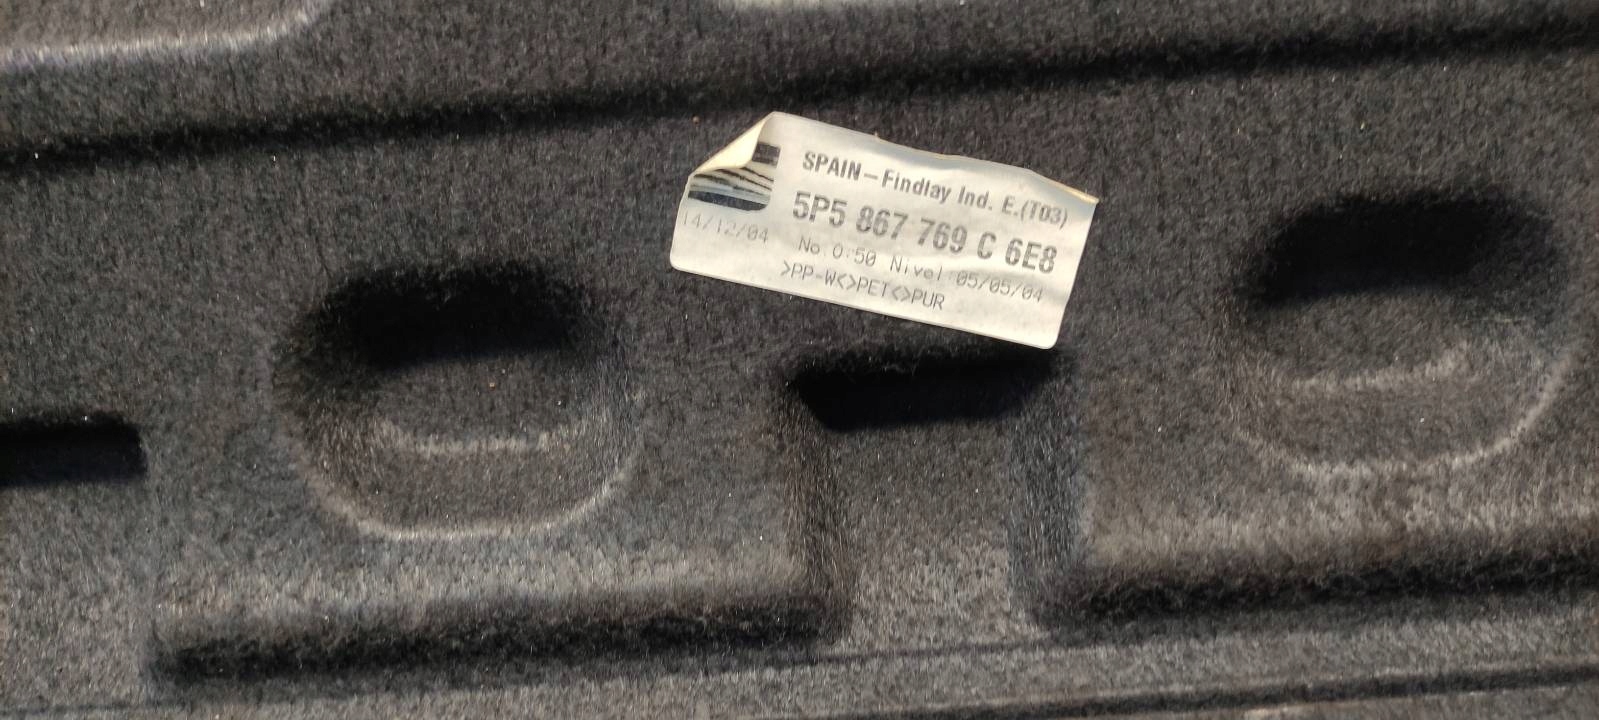 SPAIN-Findlay Ind. E.(T03)
5P5 867 769 C 6E8
14/12/04
No 0:50 Nivel 05/05/04
>PP-W<>PET<>PUR